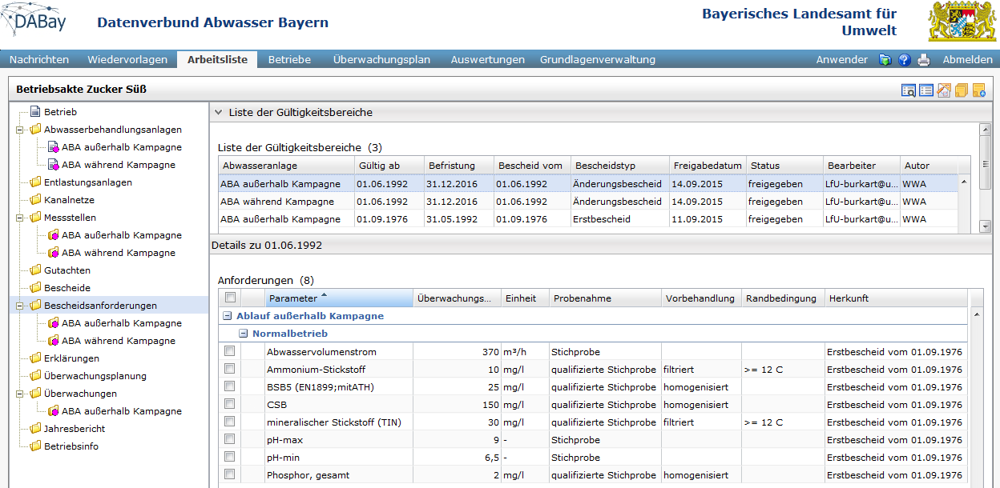 DABay
Datenverbund Abwasser Bayern
Bayerisches Landesamt für
Umwelt
Nachrichten Wiedervorlagen Arbeitsliste Betriebe Überwachungsplan Auswertungen Grundlagenverwaltung Anwender Abmelden
Betriebsakte Zucker Süß
Betrieb
Abwasserbehandlungsanlagen
ABA außerhalb Kampagne
ABA während Kampagne
Entlastungsanlagen
Kanalnetze
Messstellen
ABA außerhalb Kampagne
ABA während Kampagne
Gutachten
Bescheide
Bescheidsanforderungen
ABA außerhalb Kampagne
ABA während Kampagne
Erklärungen
Überwachungsplanung
Überwachungen
ABA außerhalb Kampagne
Jahresbericht
Betriebsinfo
Liste der Gültigkeitsbereiche
Liste der Gültigkeitsbereiche (3)
Abwasseranlage Gültig ab Befristung Bescheid vom Bescheidstyp Freigabedatum Status Bearbeiter Autor
ABA außerhalb Kampagne 01.06.1992 31.12.2016 01.06.1992 Änderungsbescheid 14.09.2015 freigegeben LfU-burkart@u... WWA
ABA während Kampagne 01.06.1992 31.12.2016 01.06.1992 Änderungsbescheid 14.09.2015 freigegeben LfU-burkart@u... WWA
ABA außerhalb Kampagne 01.09.1976 31.05.1992 01.09.1976 Erstbescheid 11.09.2015 freigegeben LfU-burkart@u... WWA
Details zu 01.06.1992
Anforderungen (8)
Parameter Überwachungs... Einheit Probenahme Vorbehandlung Randbedingung Herkunft
Ablauf außerhalb Kampagne
Normalbetrieb
Abwasservolumenstrom 370 m³/h Stichprobe Erstbescheid vom 01.09.1976
Ammonium-Stickstoff 10 mg/l qualifizierte Stichprobe filtriert >= 12 C Erstbescheid vom 01.09.1976
BSB5 (EN1899;mitATH) 25 mg/l qualifizierte Stichprobe homogenisiert Erstbescheid vom 01.09.1976
CSB 150 mg/l qualifizierte Stichprobe homogenisiert Erstbescheid vom 01.09.1976
mineralischer Stickstoff (TIN) 30 mg/l qualifizierte Stichprobe filtriert >= 12 C Erstbescheid vom 01.09.1976
pH-max 9 - Stichprobe Erstbescheid vom 01.09.1976
pH-min 6,5 - Stichprobe Erstbescheid vom 01.09.1976
Phosphor, gesamt 2 mg/l qualifizierte Stichprobe homogenisiert Erstbescheid vom 01.09.1976